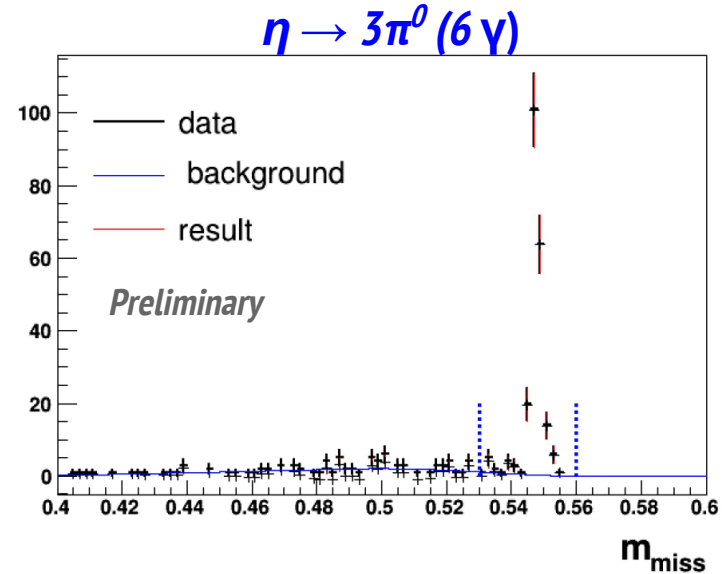 η → 3π⁰ (6 γ)
100
80
60
40
20
0
data
background
result
Preliminary
0.4 0.42 0.44 0.46 0.48 0.5 0.52 0.54 0.56 0.58 0.6
m_miss